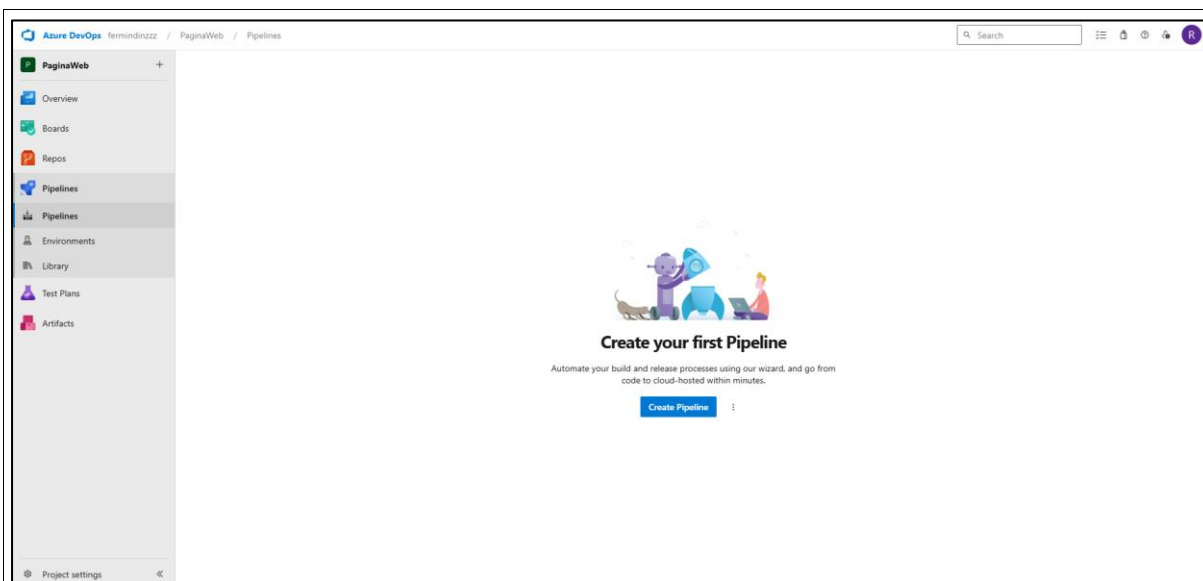 Azure DevOps fermindinzzz / PaginaWeb / Pipelines
Search
R
P PaginaWeb
Overview
Boards
Repos
Pipelines
Pipelines
Environments
Library
Test Plans
Artifacts
Create your first Pipeline
Automate your build and release processes using our wizard, and go from
code to cloud-hosted within minutes.
Create Pipeline
Project settings